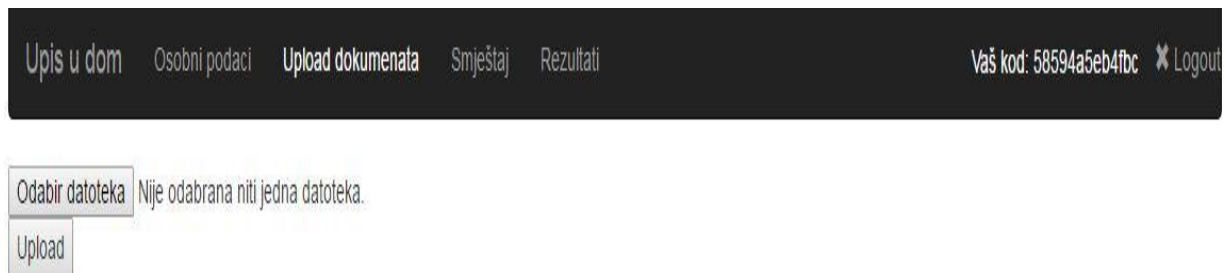 Upis u dom Osobni podaci Upload dokumenata Smještaj Rezultati Vaš kod: 58594a5eb4fbc ✖ Logout
Odabir datoteka Nije odabrana niti jedna datoteka.
Upload